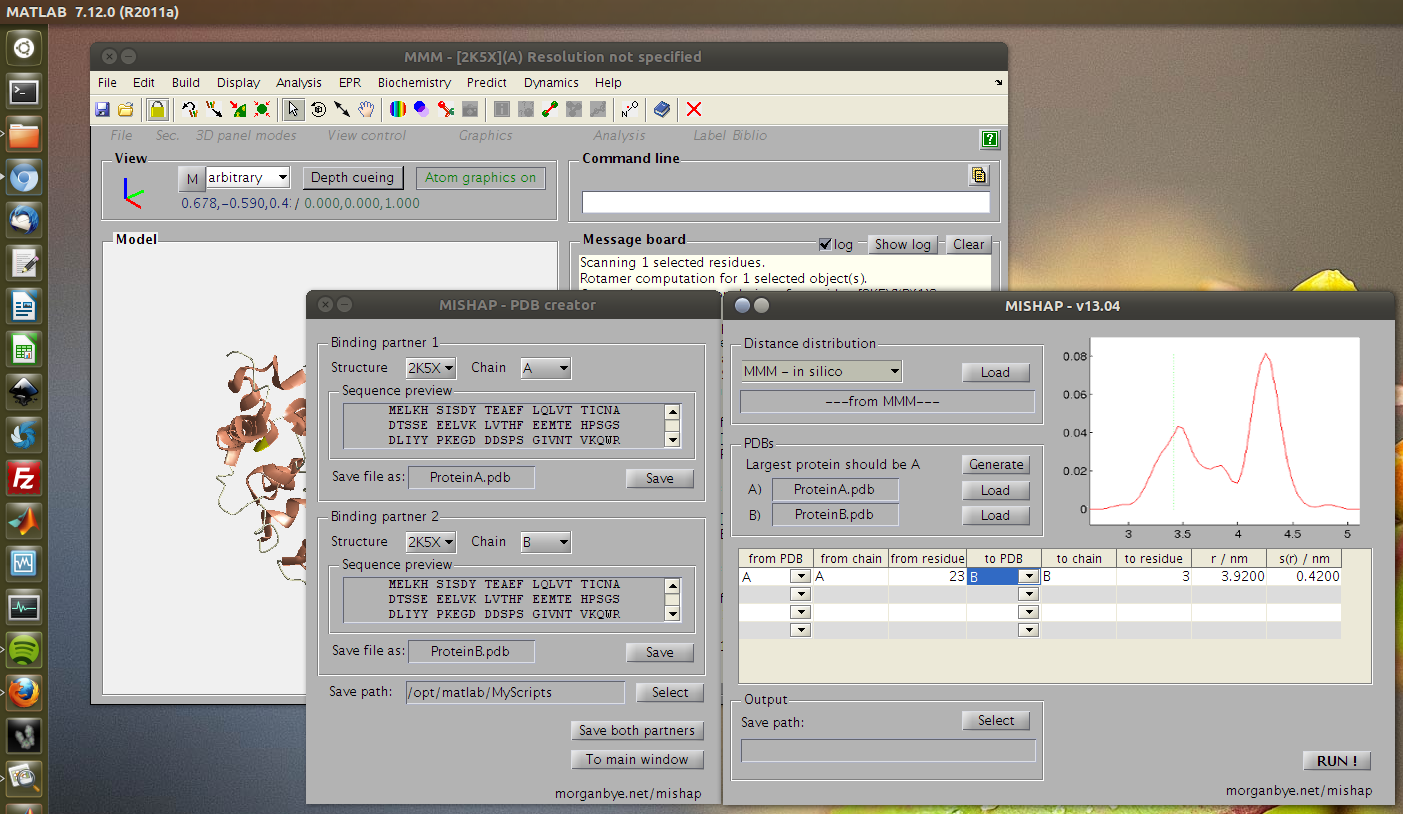 MATLAB 7.12.0 (R2011a)
MMM - [2K5X](A) Resolution not specified
File Edit Build Display Analysis EPR Biochemistry Predict Dynamics Help
File Sec. 3D panel modes View control Graphics Analysis Label Biblio
View
M arbitrary Depth cueing Atom graphics on
0.678,−0.590,0.4 / 0.000,0.000,1.000
Command line
Model
Message board
log Show log Clear
Scanning 1 selected residues.
Rotamer computation for 1 selected object(s).
MISHAP - PDB creator
Binding partner 1
Structure 2K5X Chain A
Sequence preview
MELKH SISDY TEAEF LQLVT TICNA
DTSSE EELVK LVTHF EEMTE HPSGS
DLIYY PKEGD DDSPS GIVNT VKQWR
Save file as: ProteinA.pdb Save
Binding partner 2
Structure 2K5X Chain B
Sequence preview
MELKH SISDY TEAEF LQLVT TICNA
DTSSE EELVK LVTHF EEMTE HPSGS
DLIYY PKEGD DDSPS GIVNT VKQWR
Save file as: ProteinB.pdb Save
Save path: /opt/matlab/MyScripts Select
Save both partners
To main window
morganbye.net/mishap
MISHAP - v13.04
Distance distribution
MMM − in silico Load
−−−from MMM−−−
PDBs
Largest protein should be A Generate
A) ProteinA.pdb Load
B) ProteinB.pdb Load
0.08
0.06
0.04
0.02
0
3 3.5 4 4.5 5
from PDB from chain from residue to PDB to chain to residue r / nm s(r) / nm
A A 23 B B 3 3.9200 0.4200
Output
Save path: Select
RUN !
morganbye.net/mishap